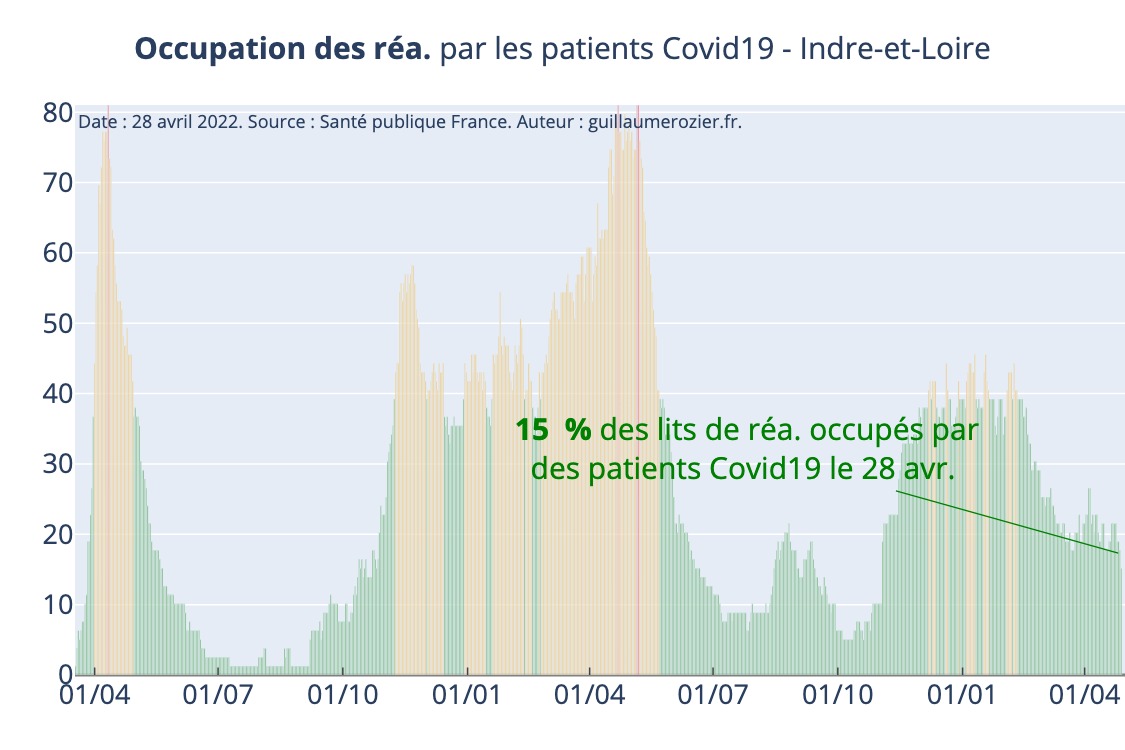 Occupation des réa. par les patients Covid19 - Indre-et-Loire
80
Date : 28 avril 2022. Source : Santé publique France. Auteur : guillaumerozier.fr.
70
60
50
40
15 % des lits de réa. occupés par
des patients Covid19 le 28 avr.
30
20
10
0
01/04 01/07 01/10 01/01 01/04 01/07 01/10 01/01 01/04